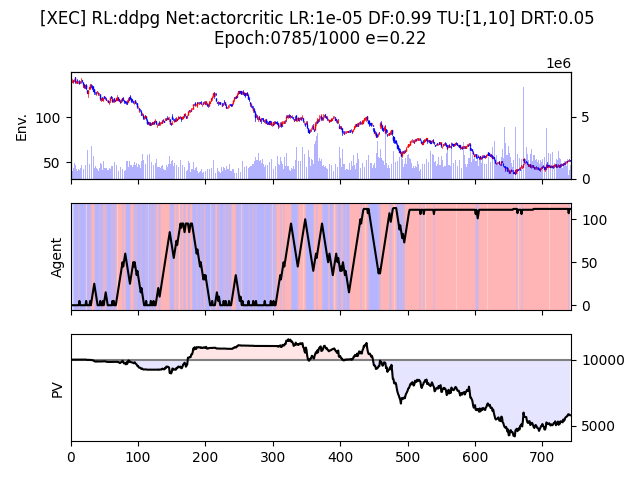 [XEC] RL:ddpg Net:actorcritic LR:1e-05 DF:0.99 TU:[1,10] DRT:0.05
Epoch:0785/1000 e=0.22
1e6
Env.
100
50
5
0
Agent
100
50
0
PV
10000
5000
0 100 200 300 400 500 600 700